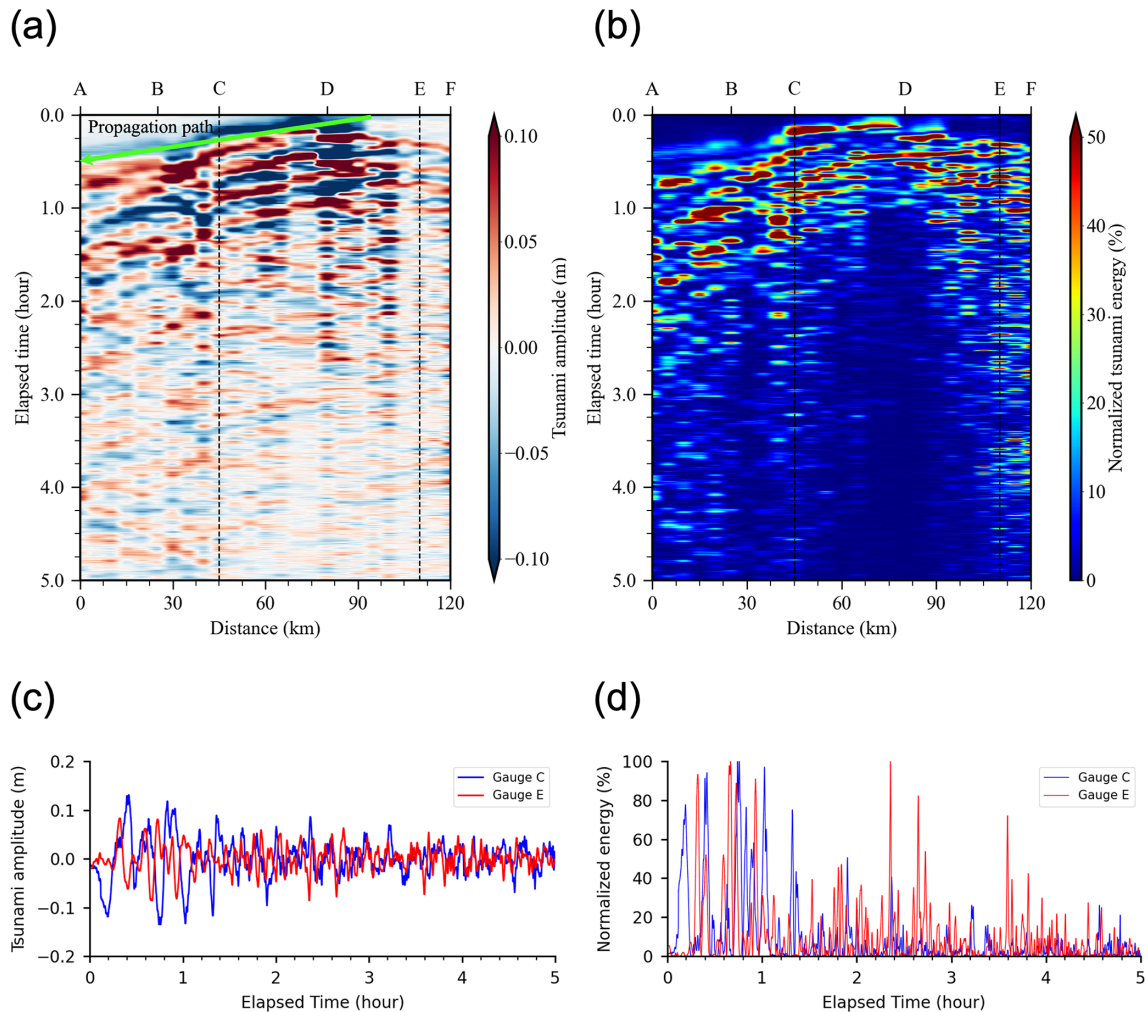 (a)
(b)
A B C D E F
A B C D E F
Propagation path
0.0
1.0
2.0
3.0
4.0
5.0
Elapsed time (hour)
0 30 60 90 120
Distance (km)
0.10
0.05
0.00
−0.05
−0.10
Tsunami amplitude (m)
0.0
1.0
2.0
3.0
4.0
5.0
Elapsed time (hour)
0 30 60 90 120
Distance (km)
50
40
30
20
10
0
Normalized tsunami energy (%)
(c)
(d)
0.2
0.1
0.0
−0.1
−0.2
Tsunami amplitude (m)
Gauge C
Gauge E
0 1 2 3 4 5
Elapsed Time (hour)
100
80
60
40
20
0
Normalized energy (%)
Gauge C
Gauge E
0 1 2 3 4 5
Elapsed Time (hour)